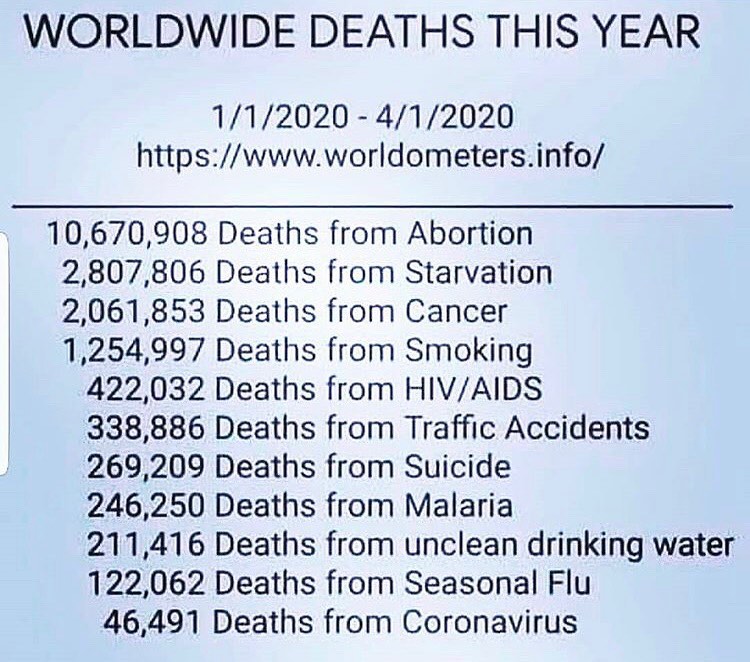 WORLDWIDE DEATHS THIS YEAR
1/1/2020 - 4/1/2020
https://www.worldometers.info/
10,670,908 Deaths from Abortion
2,807,806 Deaths from Starvation
2,061,853 Deaths from Cancer
1,254,997 Deaths from Smoking
422,032 Deaths from HIV/AIDS
338,886 Deaths from Traffic Accidents
269,209 Deaths from Suicide
246,250 Deaths from Malaria
211,416 Deaths from unclean drinking water
122,062 Deaths from Seasonal Flu
46,491 Deaths from Coronavirus